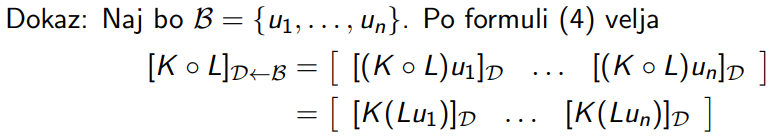 Dokaz: Naj bo ℬ = {u₁, . . . , uₙ}. Po formuli (4) velja
[K ∘ L]_{𝒟←ℬ} = [ [(K ∘ L)u₁]_𝒟 . . . [(K ∘ L)uₙ]_𝒟 ]
= [ [K(Lu₁)]_𝒟 . . . [K(Luₙ)]_𝒟 ]